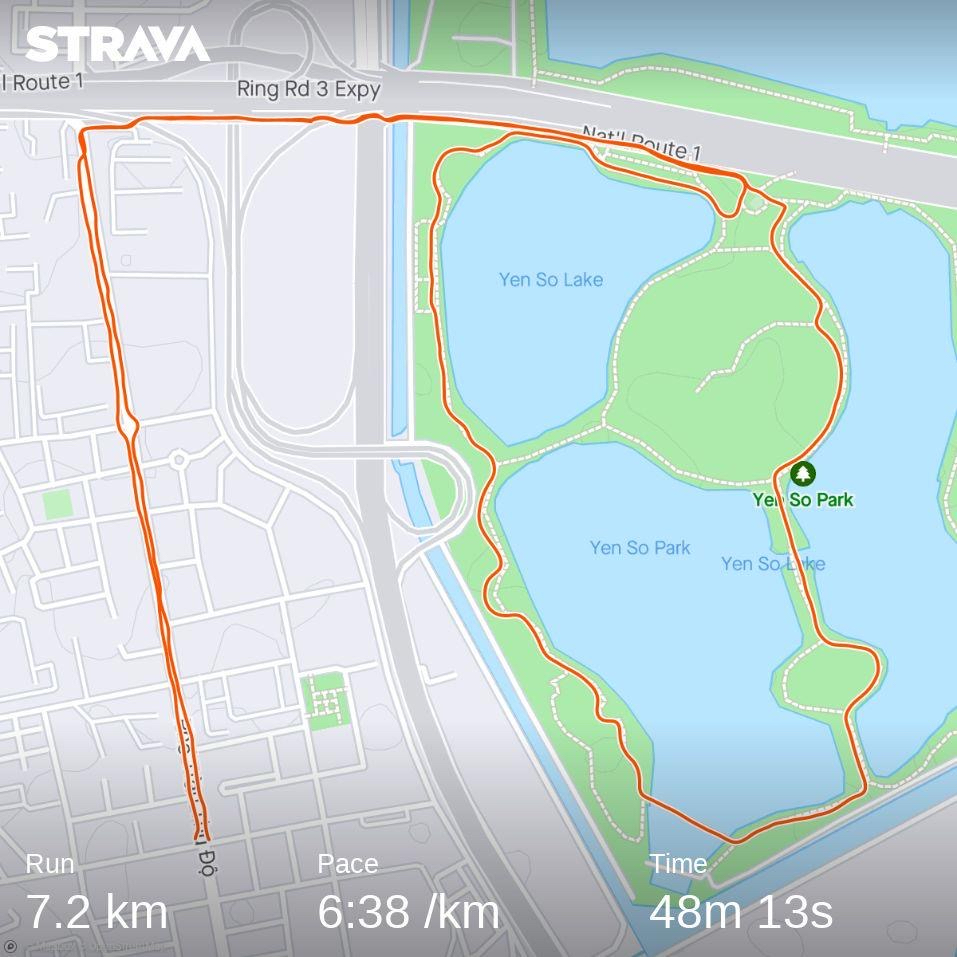 STRAVA
l Route 1
Ring Rd 3 Expy
Nat'l Route 1
Yen So Lake
Yen So Park
Yen So Park
Yen So Lake
Độ
Run
Pace
Time
7.2 km
6:38 /km
48m 13s